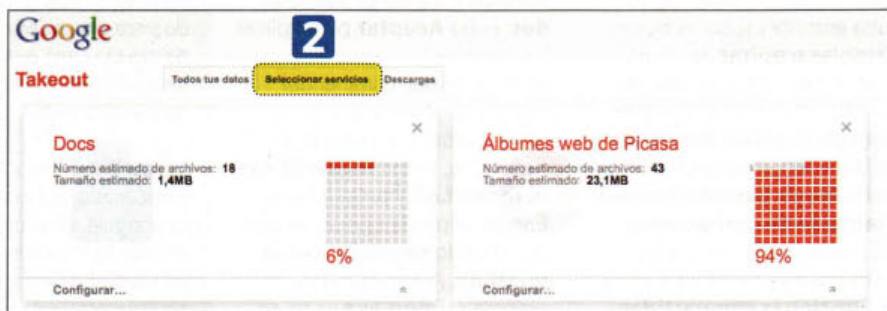 Google
2
Takeout
Todos tus datos Seleccionar servicios Descargas
Docs
Número estimado de archivos: 18
Tamaño estimado: 1,4MB
6%
Configurar...
Álbumes web de Picasa
Número estimado de archivos: 43
Tamaño estimado: 23,1MB
94%
Configurar...